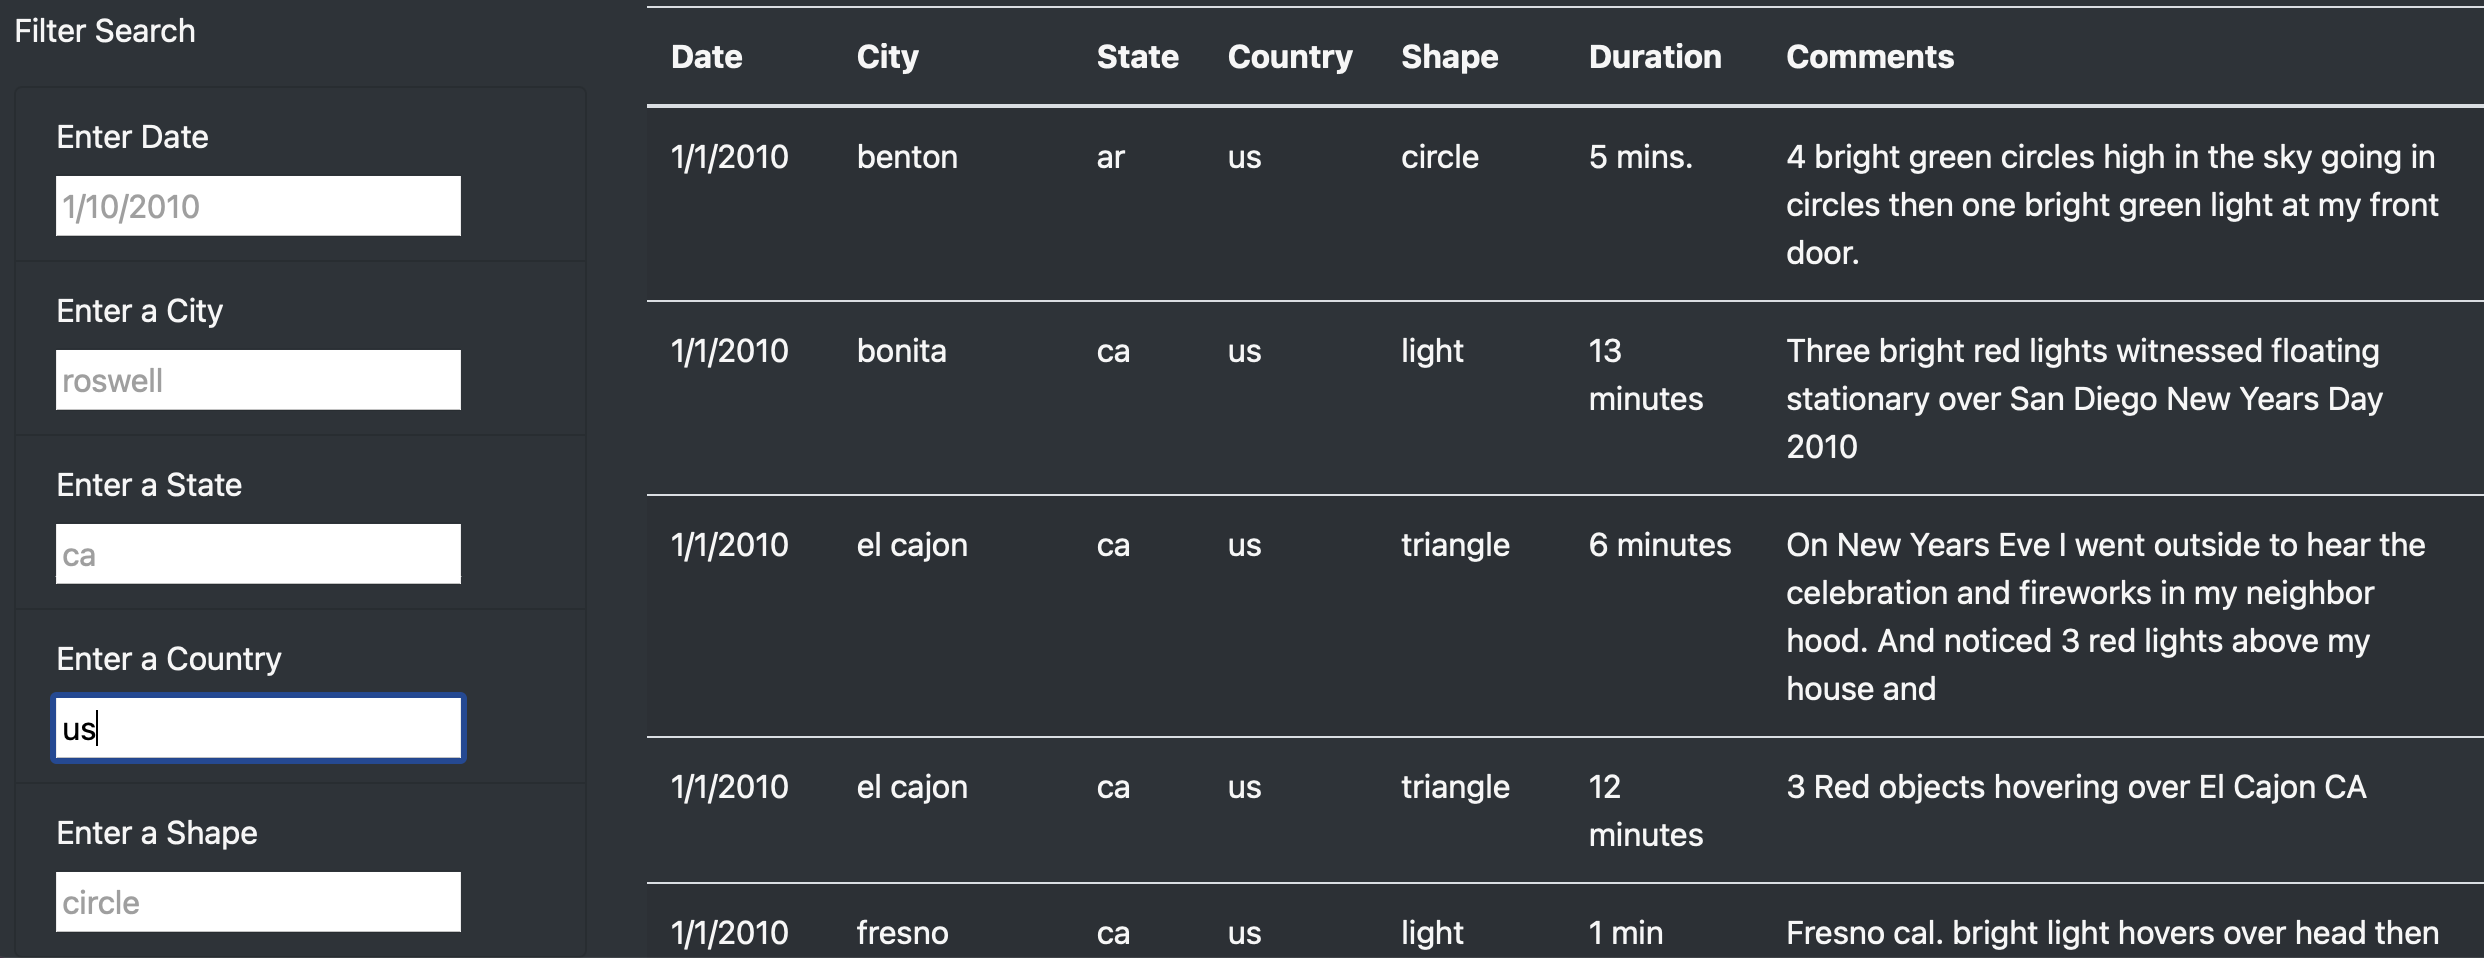 Filter Search
Enter Date
1/10/2010
Enter a City
roswell
Enter a State
ca
Enter a Country
us
Enter a Shape
circle
Date City State Country Shape Duration Comments
1/1/2010 benton ar us circle 5 mins. 4 bright green circles high in the sky going in
circles then one bright green light at my front
door.
1/1/2010 bonita ca us light 13 Three bright red lights witnessed floating
minutes stationary over San Diego New Years Day
2010
1/1/2010 el cajon ca us triangle 6 minutes On New Years Eve I went outside to hear the
celebration and fireworks in my neighbor
hood. And noticed 3 red lights above my
house and
1/1/2010 el cajon ca us triangle 12 3 Red objects hovering over El Cajon CA
minutes
1/1/2010 fresno ca us light 1 min Fresno cal. bright light hovers over head then